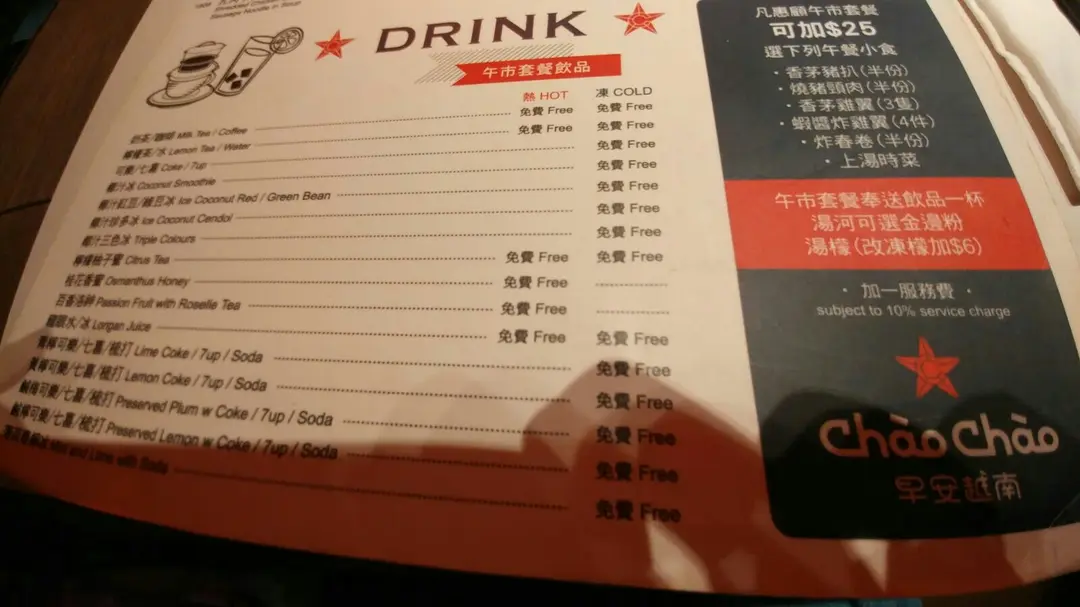 Sausage Noodle in Soup
DRINK
午市套餐飲品
熱 HOT 凍 COLD
奶茶/咖啡 Milk Tea / Coffee 免費 Free 免費 Free
檸檬茶/水 Lemon Tea / Water 免費 Free 免費 Free
可樂/七喜 Coke / 7up 免費 Free
椰汁冰 Coconut Smoothie 免費 Free
椰汁紅豆/綠豆冰 Ice Coconut Red / Green Bean 免費 Free
椰汁珍多冰 Ice Coconut Cendol 免費 Free
椰汁三色冰 Triple Colours 免費 Free
檸檬柚子蜜 Citrus Tea 免費 Free 免費 Free
桂花香蜜 Osmanthus Honey 免費 Free
百香洛神 Passion Fruit with Roselle Tea 免費 Free
龍眼水/冰 Longan Juice 免費 Free 免費 Free
青檸可樂/七喜/梳打 Lime Coke / 7up / Soda 免費 Free
黃檸可樂/七喜/梳打 Lemon Coke / 7up / Soda 免費 Free
鹹梅可樂/七喜/梳打 Preserved Plum w Coke / 7up / Soda 免費 Free
鹹檸可樂/七喜/梳打 Preserved Lemon w Coke / 7up / Soda 免費 Free
Mint and Lime with Soda 免費 Free
凡惠顧午市套餐
可加$25
選下列午餐小食
· 香茅豬扒(半份)
· 燒豬頸肉(半份)
· 香茅雞翼(3隻)
· 蝦醬炸雞翼(4件)
· 炸春卷(半份)
· 上湯時菜
午市套餐奉送飲品一杯
湯河可選金邊粉
湯檬(改凍檬加$6)
· 加一服務費 ·
subject to 10% service charge
Chào Chào
早安越南